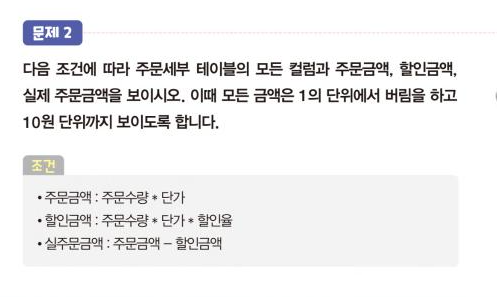 문제 2
다음 조건에 따라 주문세부 테이블의 모든 컬럼과 주문금액, 할인금액,
실제 주문금액을 보이시오. 이때 모든 금액은 1의 단위에서 버림을 하고
10원 단위까지 보이도록 합니다.
조건
• 주문금액 : 주문수량 * 단가
• 할인금액 : 주문수량 * 단가 * 할인율
• 실주문금액 : 주문금액 – 할인금액